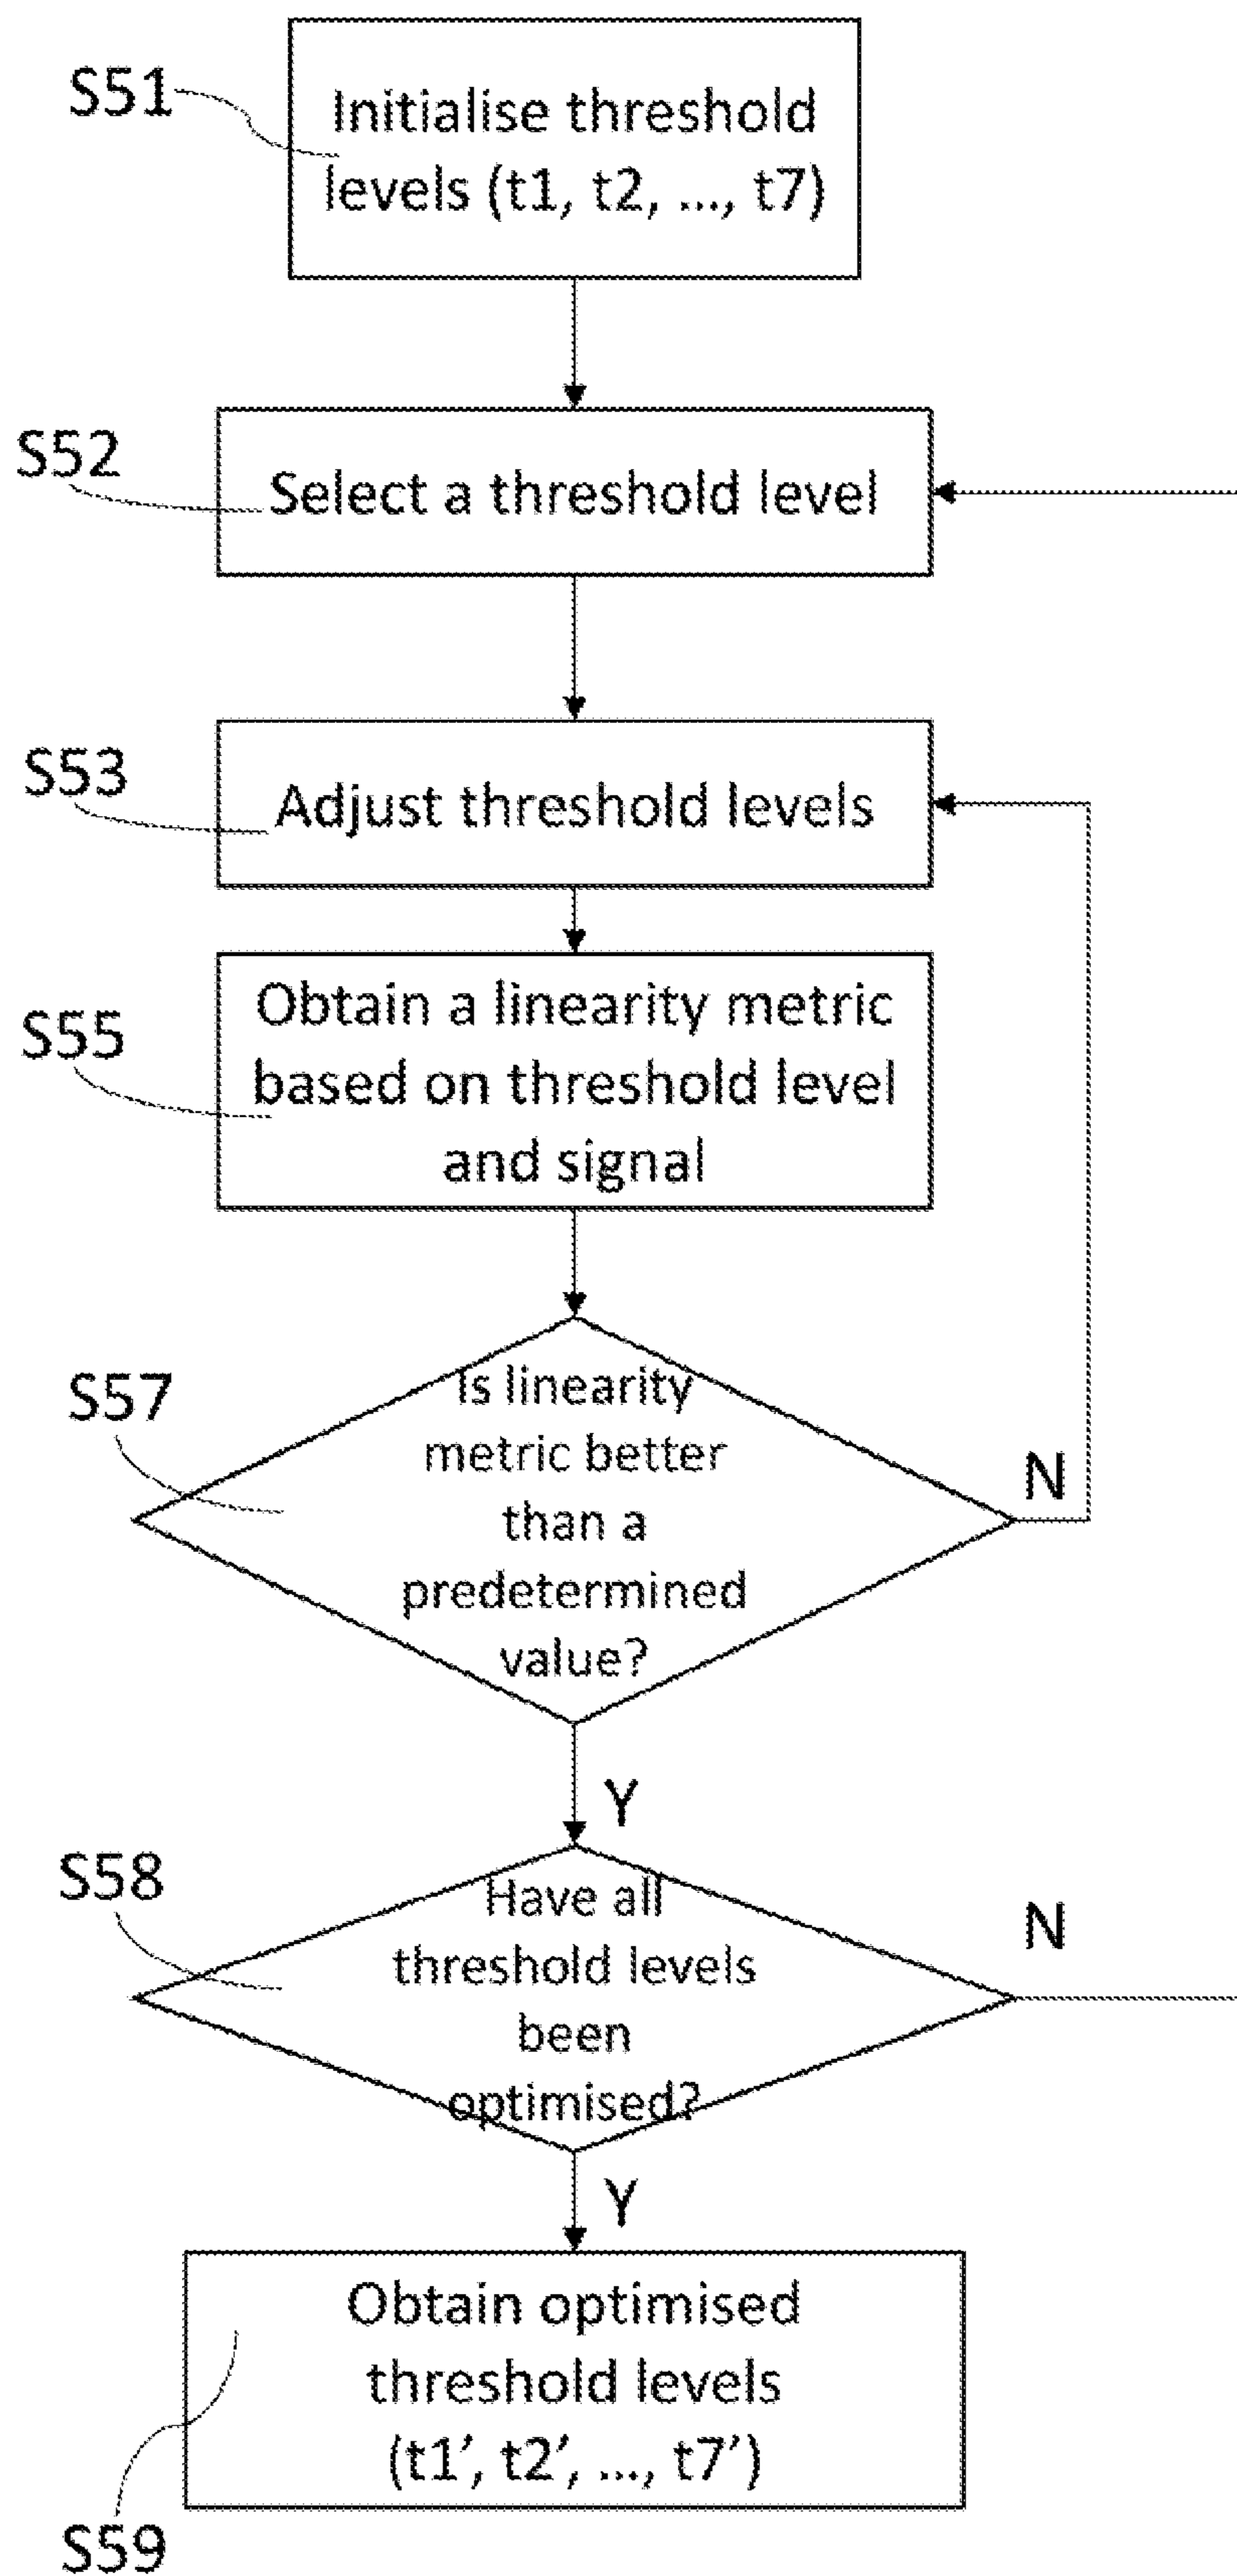 S51
Initialise threshold
levels (t1, t2, ..., t7)
S52
Select a threshold level
S53
Adjust threshold levels
S55
Obtain a linearity metric
based on threshold level
and signal
S57
Is linearity
metric better
than a
predetermined
value?
N
Y
S58
Have all
threshold levels
been
optimised?
N
Y
Obtain optimised
threshold levels
(t1’, t2’, ..., t7’)
S59